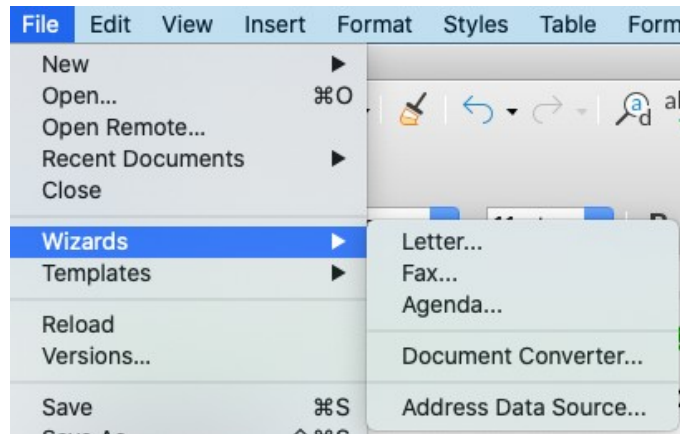 File Edit View Insert Format Styles Table Form
New
Open... ⌘O
Open Remote...
Recent Documents
Close
Wizards
Templates
Reload
Versions...
Save ⌘S
Letter...
Fax...
Agenda...
Document Converter...
Address Data Source...